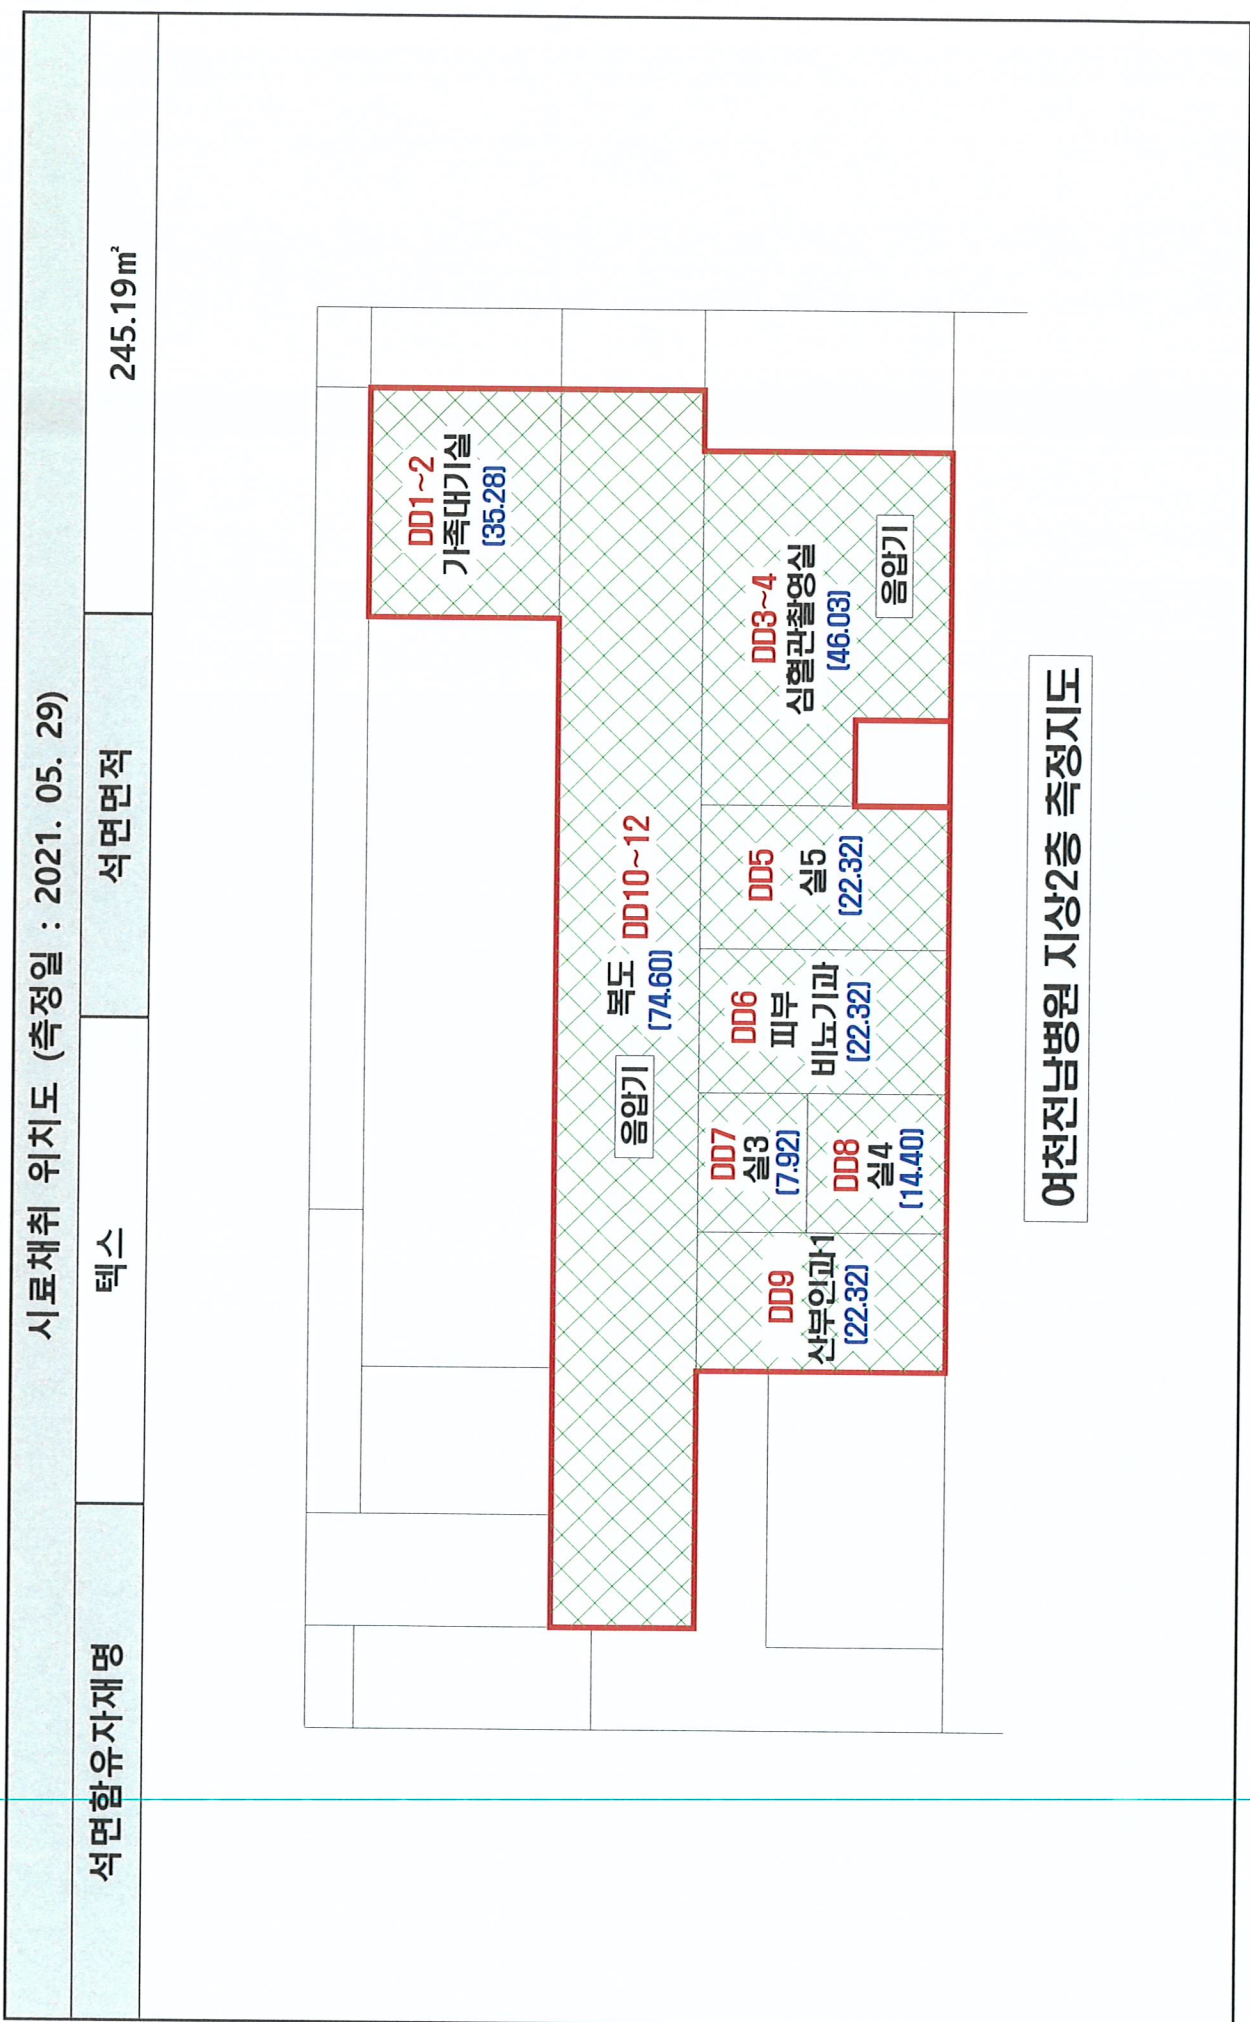 시료채취 위치도 (측정일 : 2021. 05. 29)
석면함유자재명
텍스
석면면적
245.19㎡
DD1~2
가족대기실
[35.28]
DD10~12
복도
[74.60]
음압기
DD3~4
심혈관촬영실
[46.03]
음압기
DD5
실5
[22.32]
DD6
피부
비뇨기과
[22.32]
DD7
실3
[7.92]
DD8
실4
[14.40]
DD9
산부인과1
[22.32]
여천전남병원 지상2층 측정지도